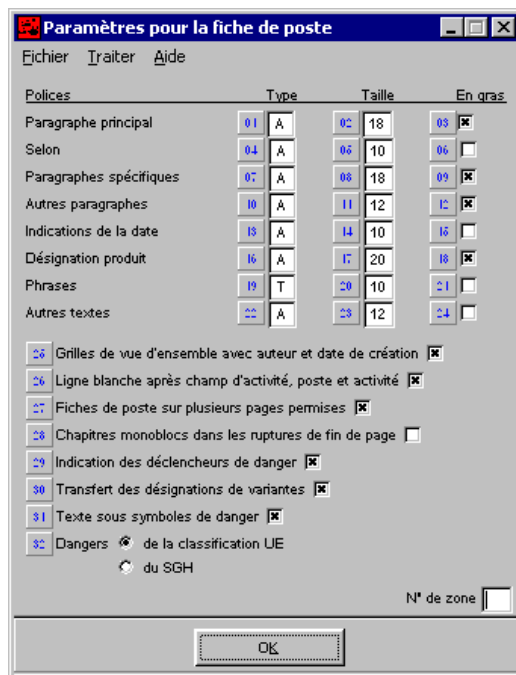 Paramètres pour la fiche de poste
Fichier Traiter Aide
Polices Type Taille En gras
Paragraphe principal 01 A 02 18 03
Selon 04 A 05 10 06
Paragraphes spécifiques 07 A 08 18 09
Autres paragraphes 10 A 11 12 12
Indications de la date 13 A 14 10 15
Désignation produit 16 A 17 20 18
Phrases 19 T 20 10 21
Autres textes 22 A 23 12 24
25 Grilles de vue d'ensemble avec auteur et date de création
26 Ligne blanche après champ d'activité, poste et activité
27 Fiches de poste sur plusieurs pages permises
28 Chapitres monoblocs dans les ruptures de fin de page
29 Indication des déclencheurs de danger
30 Transfert des désignations de variantes
31 Texte sous symboles de danger
32 Dangers de la classification UE
du SGH
N° de zone
OK